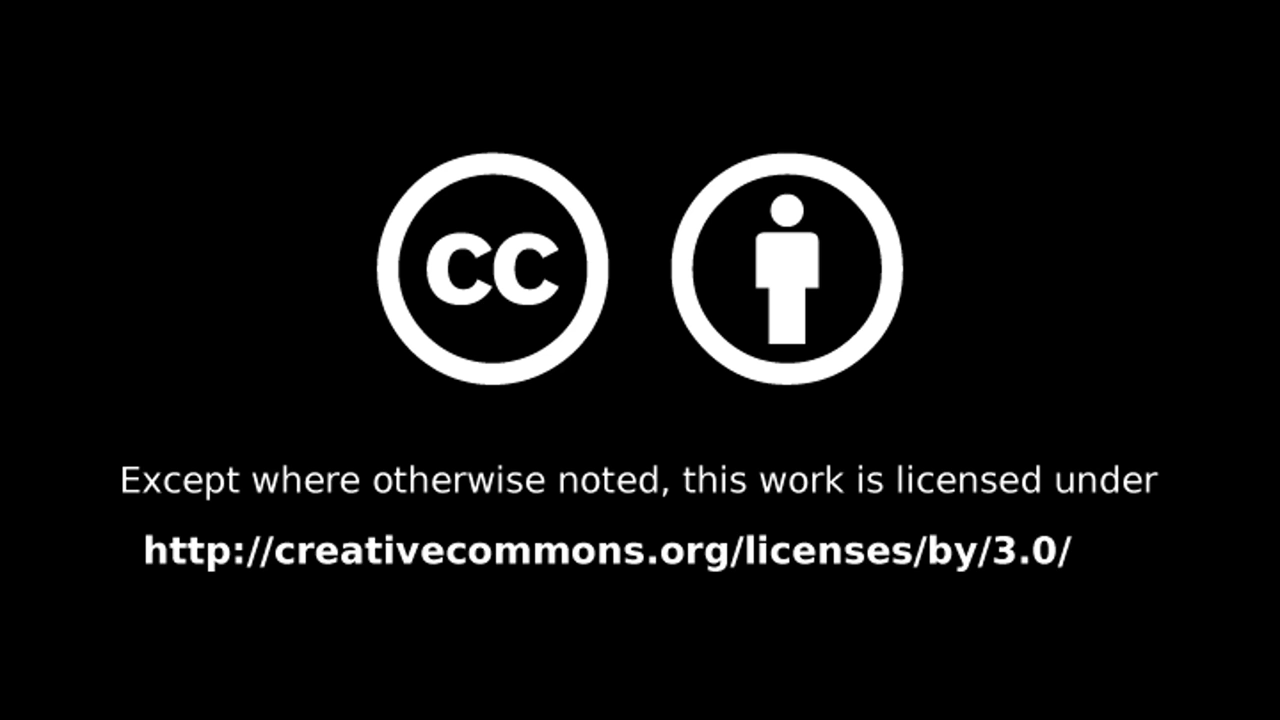 cc
Except where otherwise noted, this work is licensed under
http://creativecommons.org/licenses/by/3.0/